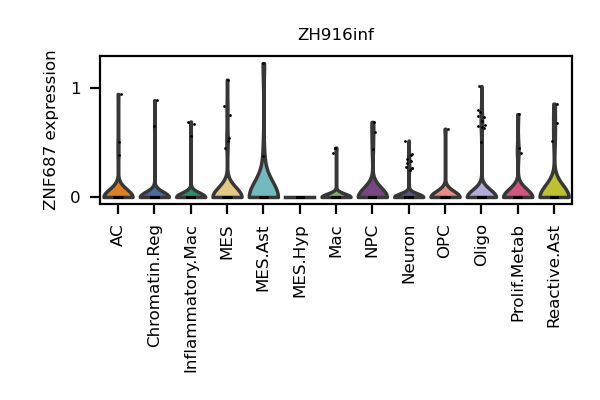 ZH916inf
ZNF687 expression
1
0
AC
Chromatin.Reg
Inflammatory.Mac
MES
MES.Ast
MES.Hyp
Mac
NPC
Neuron
OPC
Oligo
Prolif.Metab
Reactive.Ast